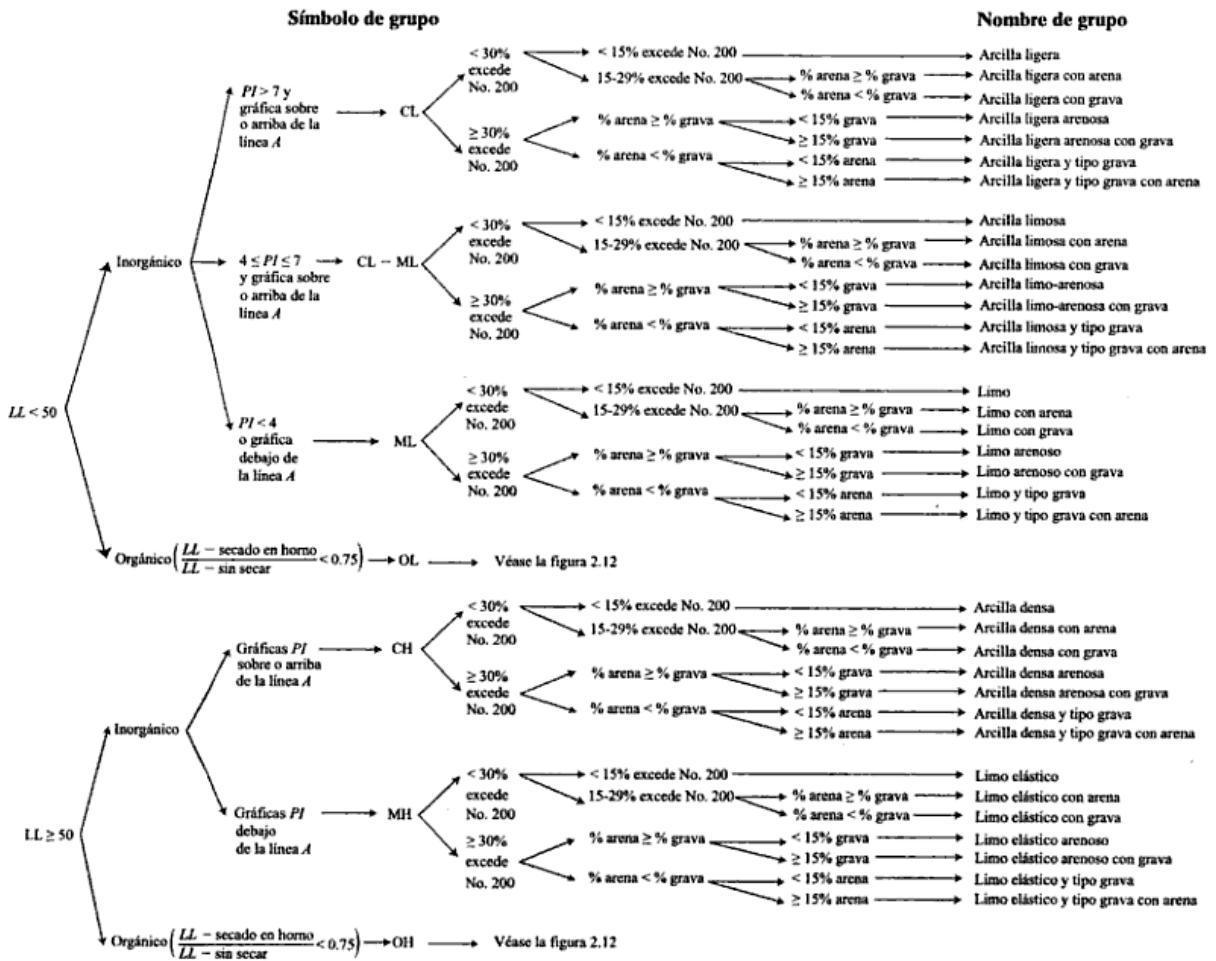 Símbolo de grupo
Nombre de grupo
LL < 50
Inorgánico
PI > 7 y
gráfica sobre
o arriba de la
línea A
CL
< 30%
excede
No. 200
< 15% excede No. 200
Arcilla ligera
15-29% excede No. 200
% arena ≥ % grava
Arcilla ligera con arena
% arena < % grava
Arcilla ligera con grava
≥ 30%
excede
No. 200
% arena ≥ % grava
< 15% grava
Arcilla ligera arenosa
≥ 15% grava
Arcilla ligera arenosa con grava
% arena < % grava
< 15% arena
Arcilla ligera y tipo grava
≥ 15% arena
Arcilla ligera y tipo grava con arena
4 ≤ PI ≤ 7
y gráfica sobre
o arriba de la
línea A
CL – ML
< 30%
excede
No. 200
< 15% excede No. 200
Arcilla limosa
15-29% excede No. 200
% arena ≥ % grava
Arcilla limosa con arena
% arena < % grava
Arcilla limosa con grava
≥ 30%
excede
No. 200
% arena ≥ % grava
< 15% grava
Arcilla limo-arenosa
≥ 15% grava
Arcilla limo-arenosa con grava
% arena < % grava
< 15% arena
Arcilla limosa y tipo grava
≥ 15% arena
Arcilla limosa y tipo grava con arena
PI < 4
o gráfica
debajo de
la línea A
ML
< 30%
excede
No. 200
< 15% excede No. 200
Limo
15-29% excede No. 200
% arena ≥ % grava
Limo con arena
% arena < % grava
Limo con grava
≥ 30%
excede
No. 200
% arena ≥ % grava
< 15% grava
Limo arenoso
≥ 15% grava
Limo arenoso con grava
% arena < % grava
< 15% arena
Limo y tipo grava
≥ 15% arena
Limo y tipo grava con arena
Orgánico (LL – secado en horno / LL – sin secar < 0.75)
OL
Véase la figura 2.12
LL ≥ 50
Inorgánico
Gráficas PI
sobre o arriba
de la línea A
CH
< 30%
excede
No. 200
< 15% excede No. 200
Arcilla densa
15-29% excede No. 200
% arena ≥ % grava
Arcilla densa con arena
% arena < % grava
Arcilla densa con grava
≥ 30%
excede
No. 200
% arena ≥ % grava
< 15% grava
Arcilla densa arenosa
≥ 15% grava
Arcilla densa arenosa con grava
% arena < % grava
< 15% arena
Arcilla densa y tipo grava
≥ 15% arena
Arcilla densa y tipo grava con arena
Gráficas PI
debajo
de la línea A
MH
< 30%
excede
No. 200
< 15% excede No. 200
Limo elástico
15-29% excede No. 200
% arena ≥ % grava
Limo elástico con arena
% arena < % grava
Limo elástico con grava
≥ 30%
excede
No. 200
% arena ≥ % grava
< 15% grava
Limo elástico arenoso
≥ 15% grava
Limo elástico arenoso con grava
% arena < % grava
< 15% arena
Limo elástico y tipo grava
≥ 15% arena
Limo elástico y tipo grava con arena
Orgánico (LL – secado en horno / LL – sin secar < 0.75)
OH
Véase la figura 2.12